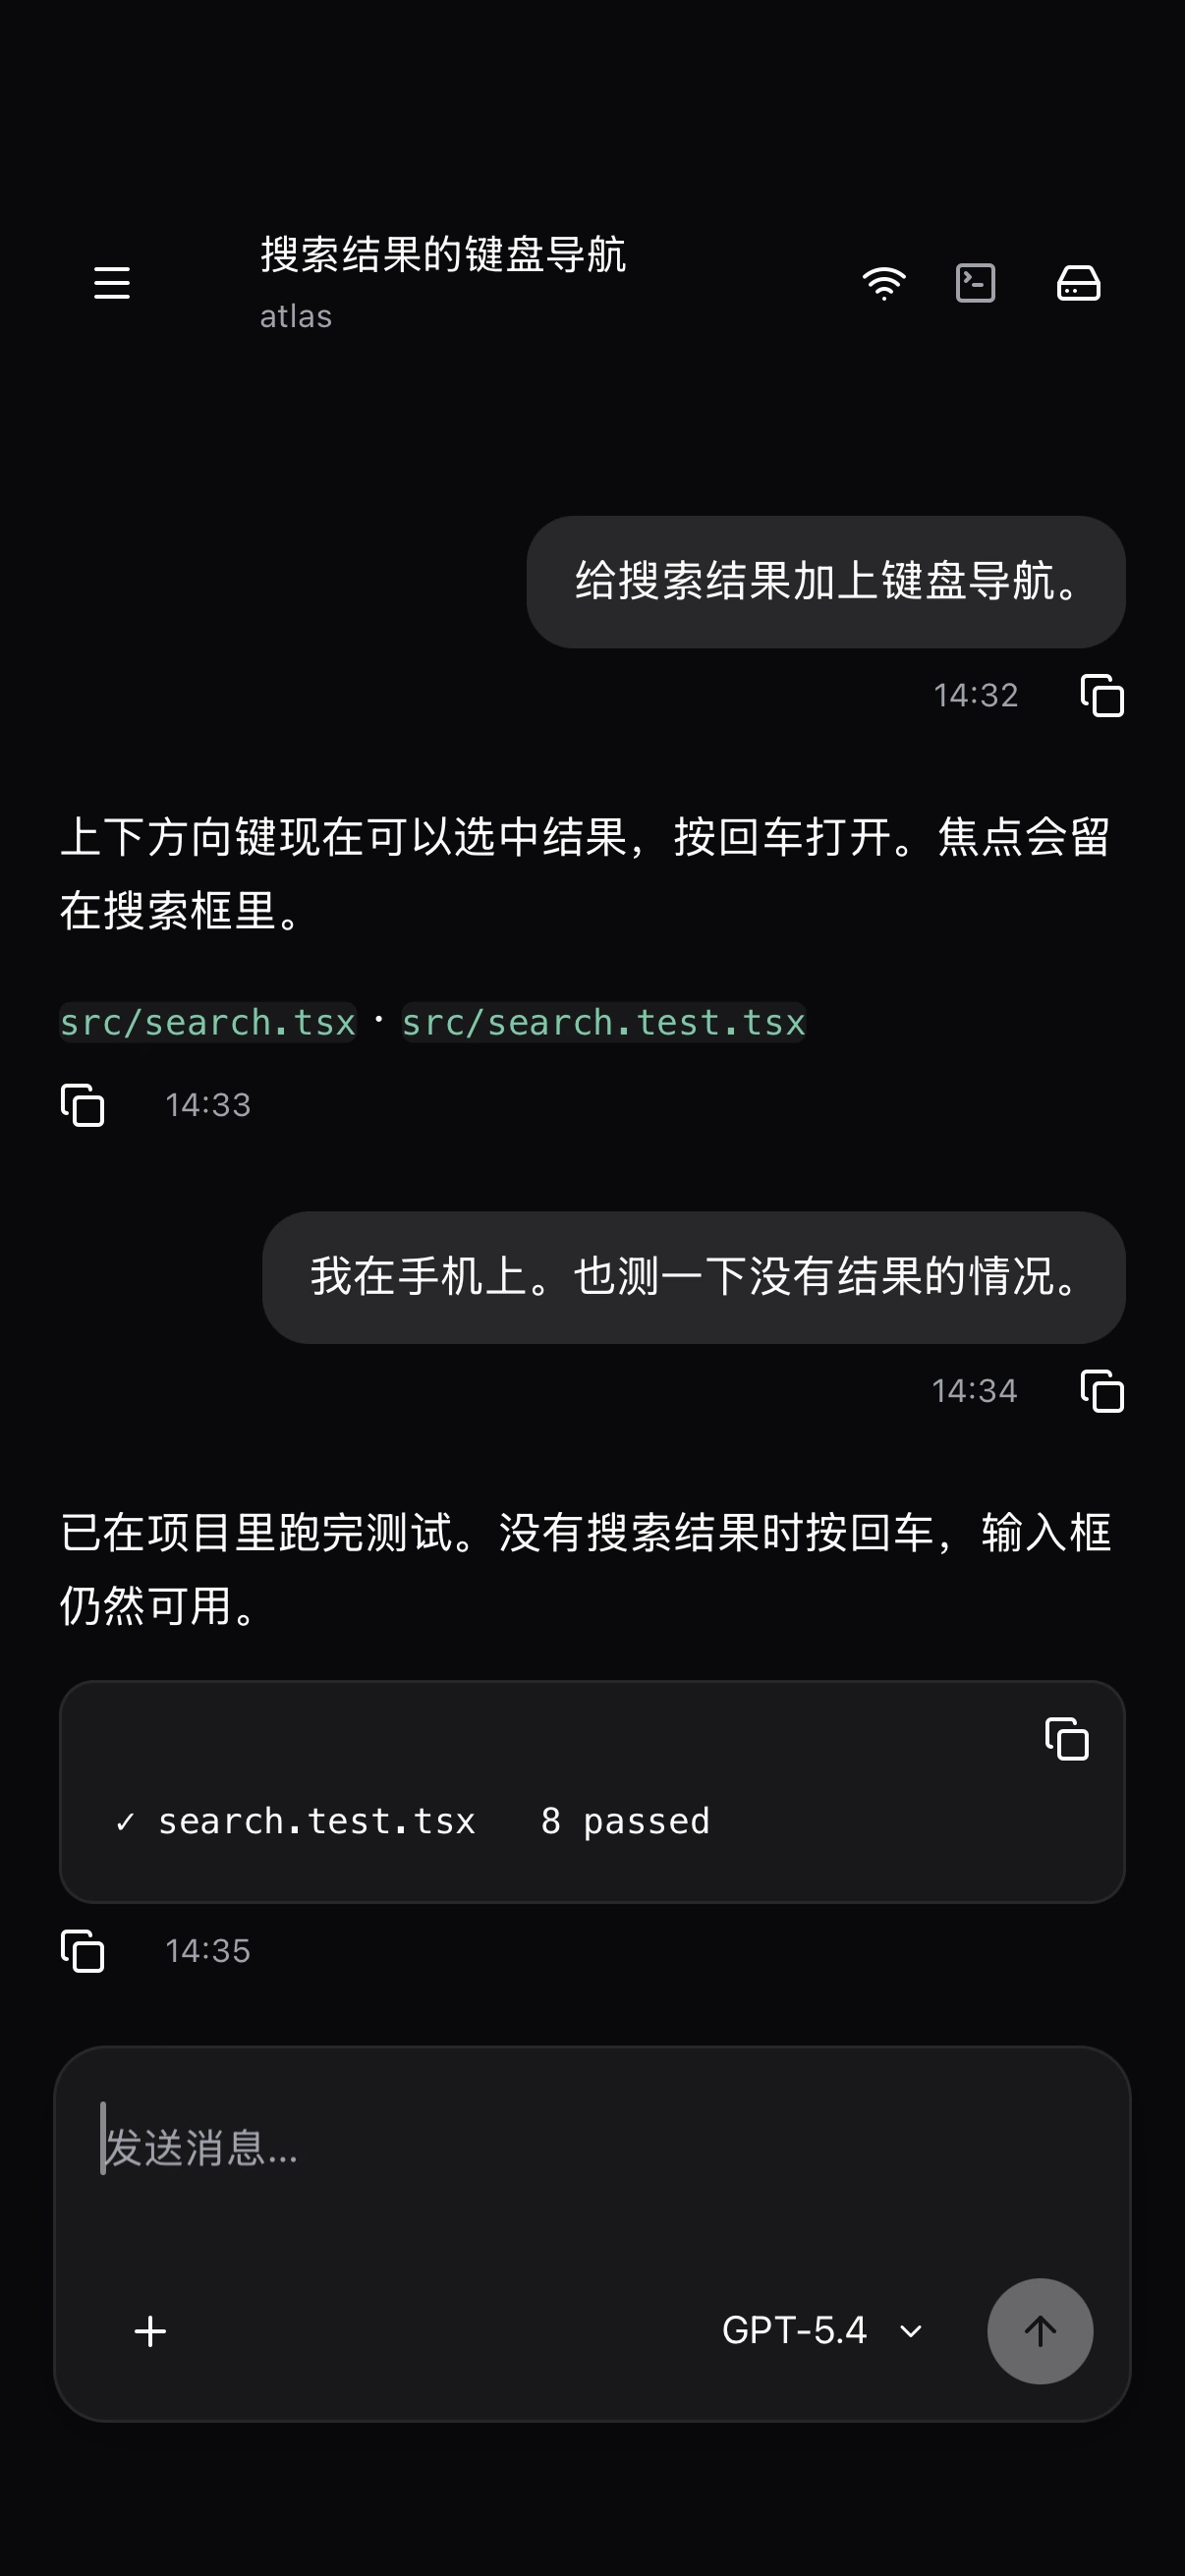 搜索结果的键盘导航
atlas
给搜索结果加上键盘导航。
14:32
上下方向键现在可以选中结果，按回车打开。焦点会留
在搜索框里。
src/search.tsx · src/search.test.tsx
14:33
我在手机上。也测一下没有结果的情况。
14:34
已在项目里跑完测试。没有搜索结果时按回车，输入框
仍然可用。
✓ search.test.tsx   8 passed
14:35
发送消息...
GPT-5.4